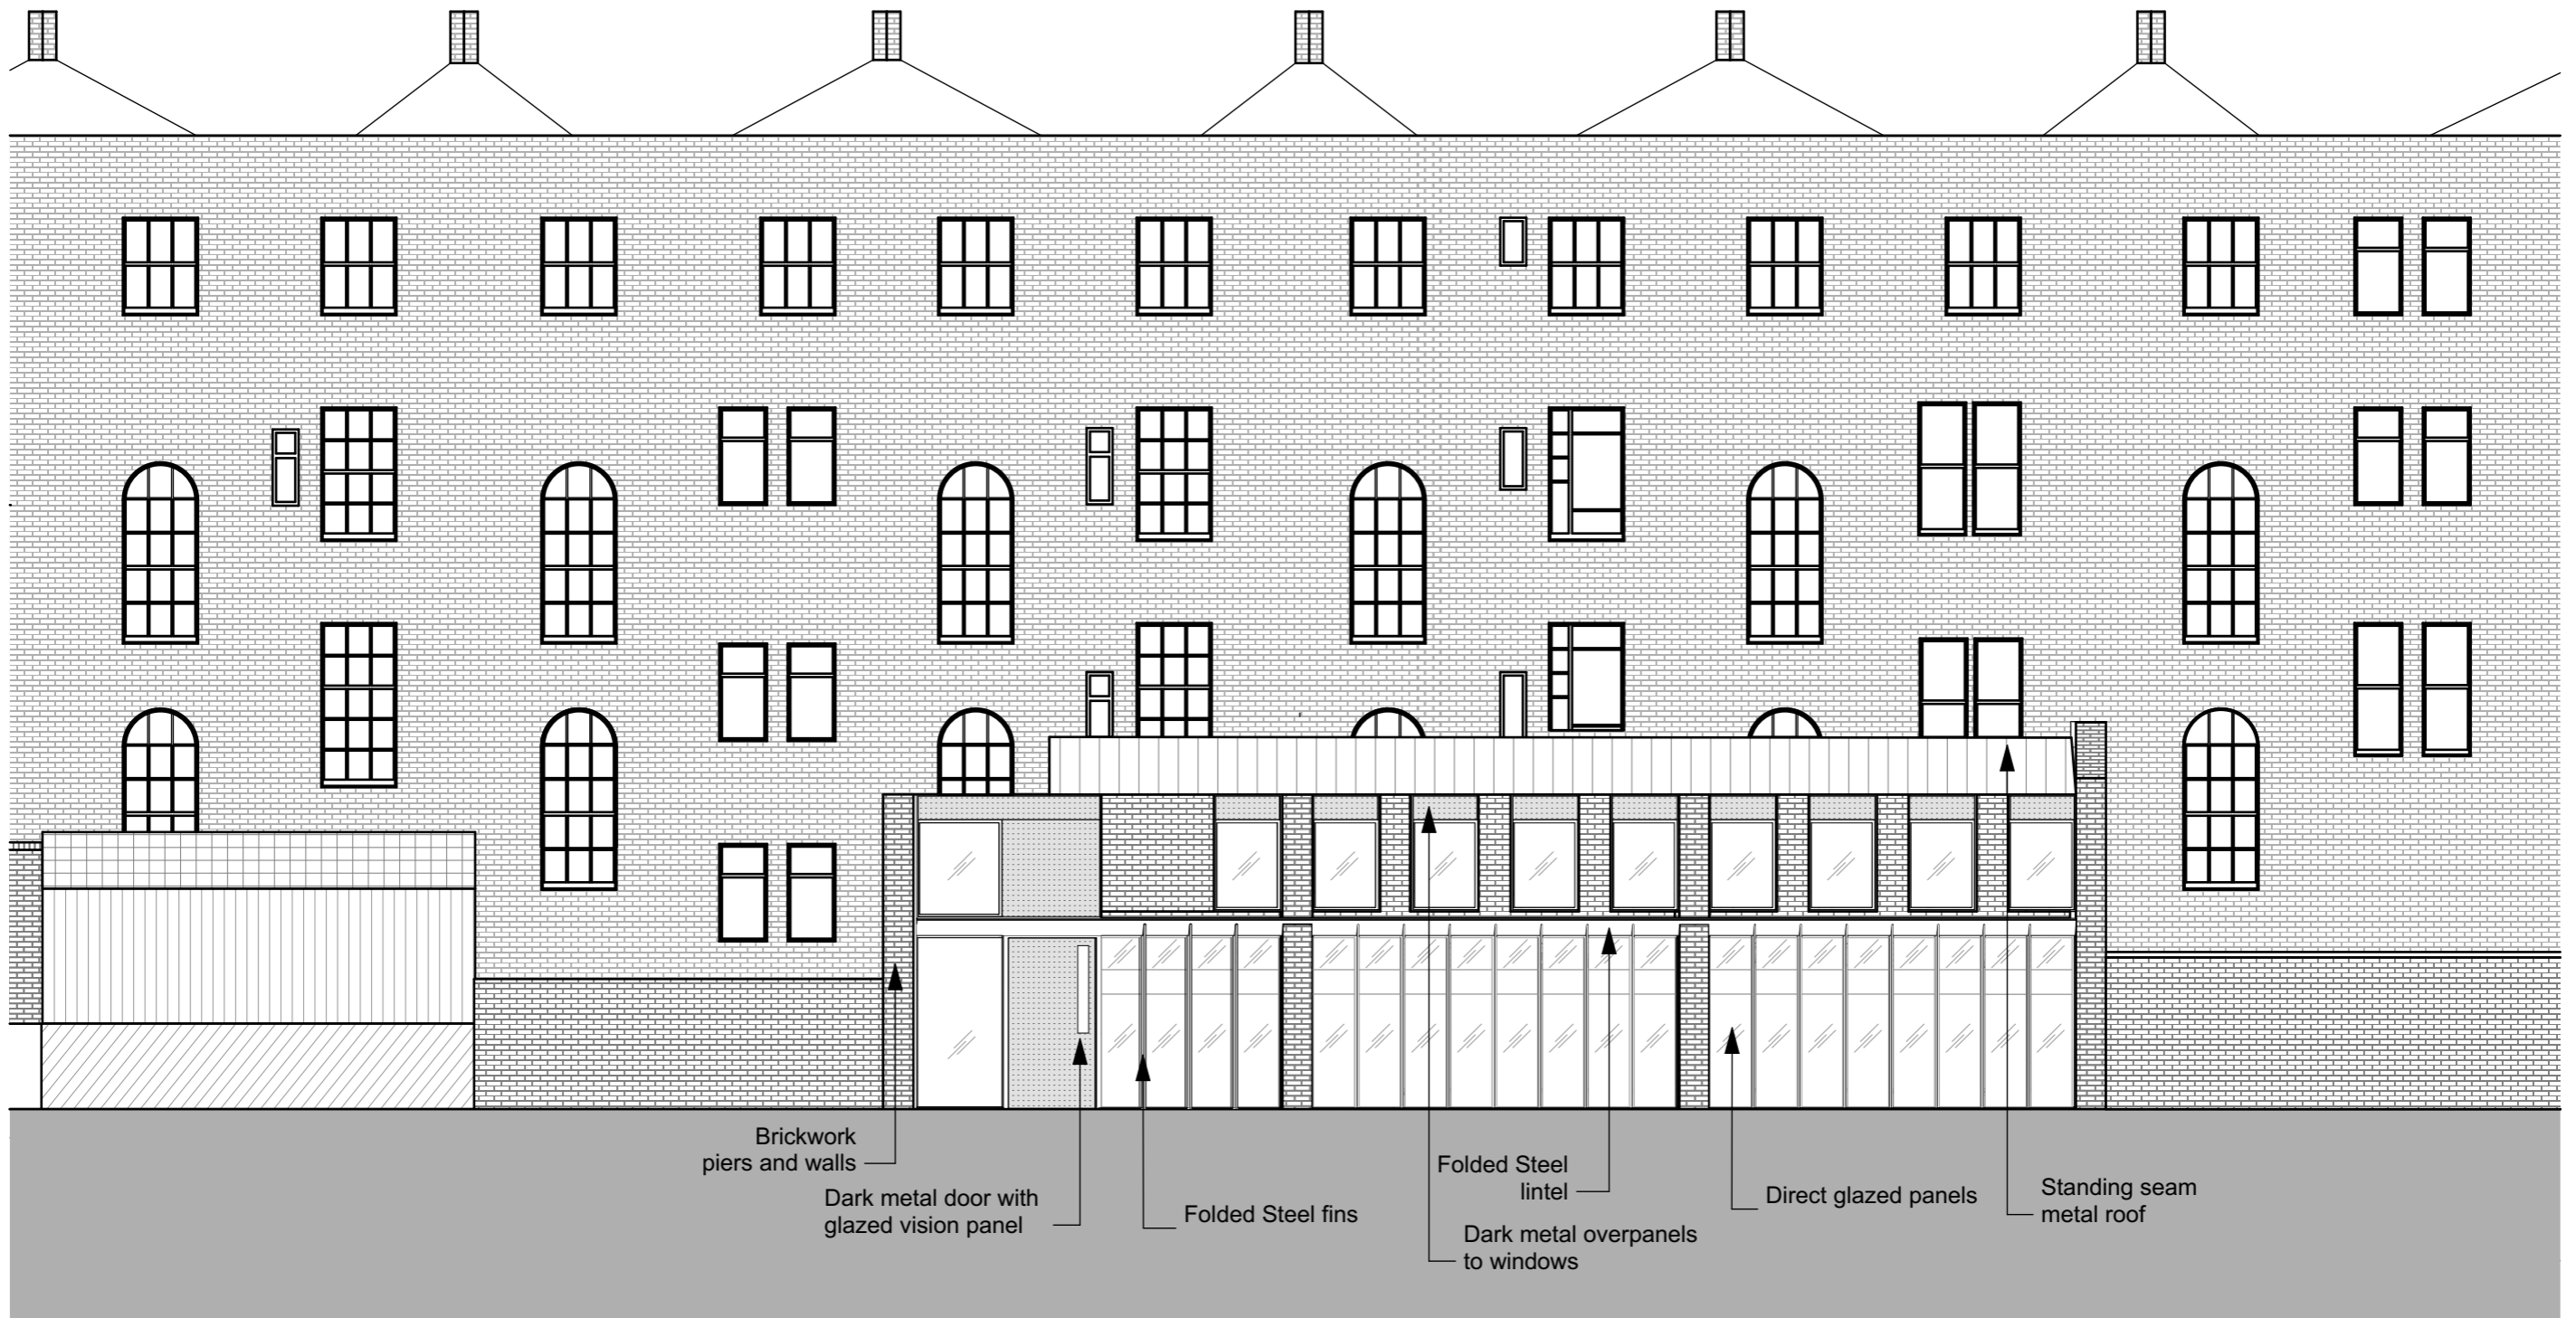 Brickwork
piers and walls
Dark metal door with
glazed vision panel
Folded Steel fins
Folded Steel
lintel
Dark metal overpanels
to windows
Direct glazed panels
Standing seam
metal roof